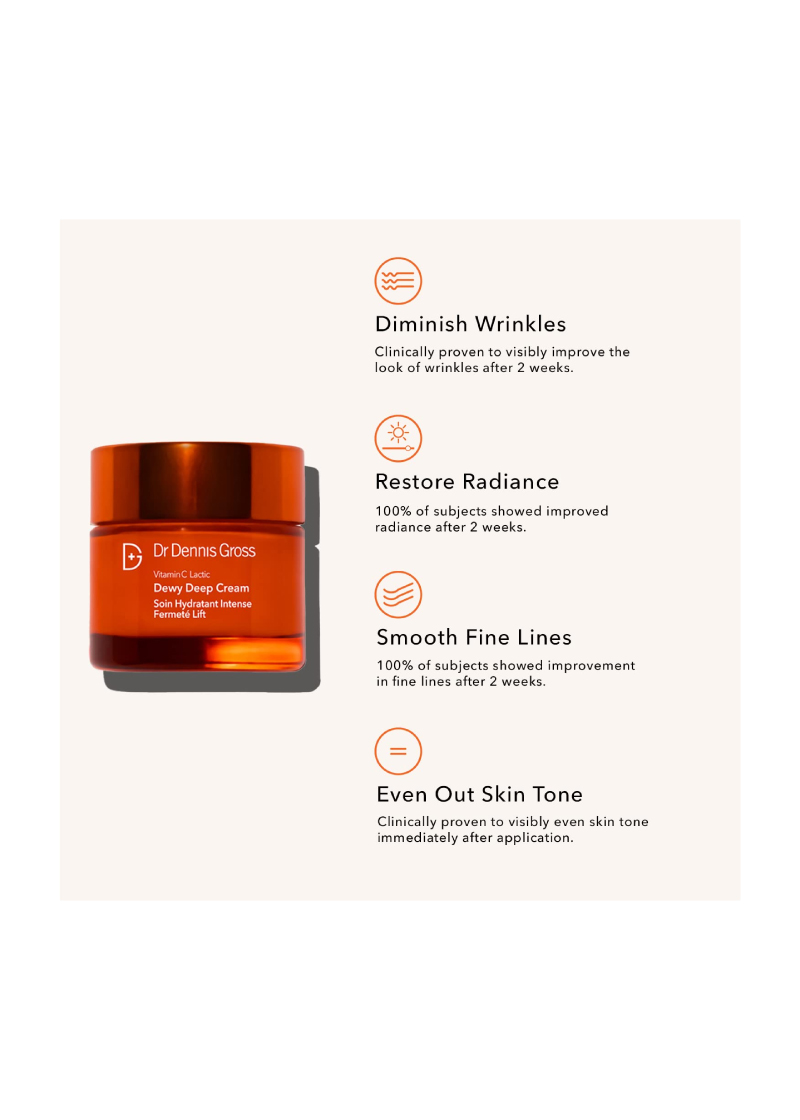 Diminish Wrinkles
Clinically proven to visibly improve the
look of wrinkles after 2 weeks.
Restore Radiance
100% of subjects showed improved
radiance after 2 weeks.
Dr Dennis Gross
Vitamin C Lactic
Dewy Deep Cream
Soin Hydratant Intense
Fermeté Lift
Smooth Fine Lines
100% of subjects showed improvement
in fine lines after 2 weeks.
Even Out Skin Tone
Clinically proven to visibly even skin tone
immediately after application.